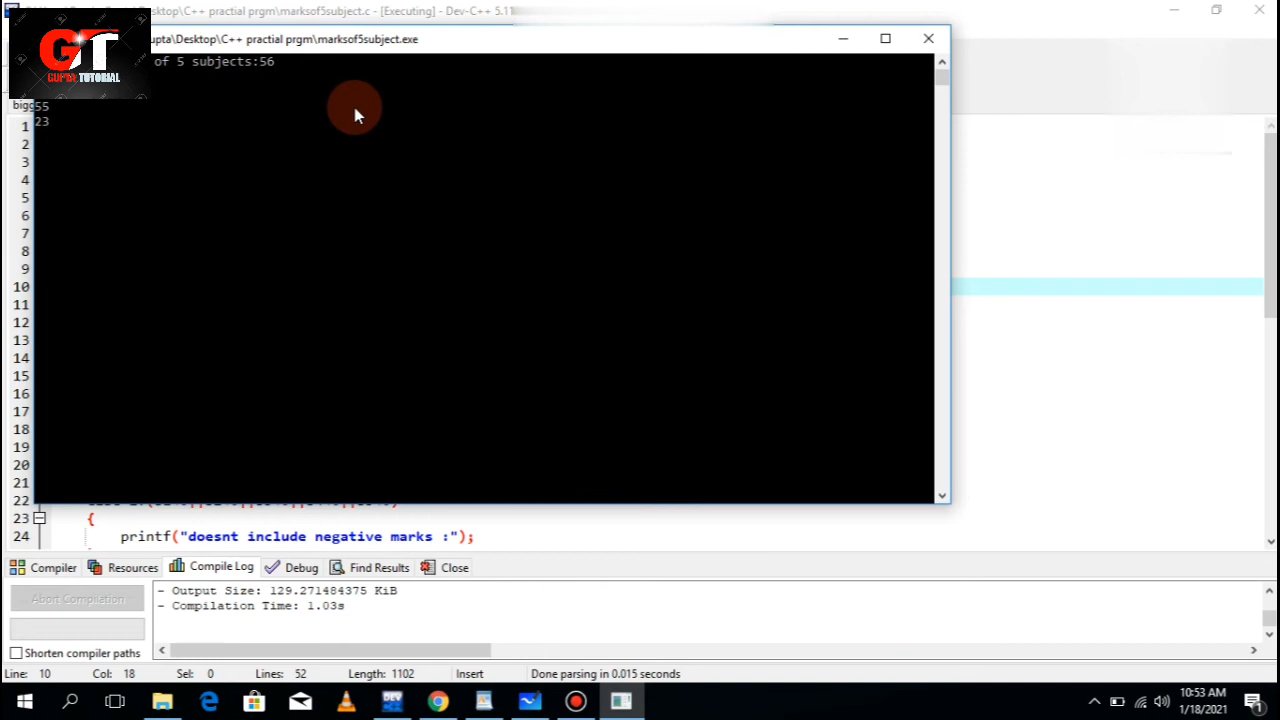 ktop\C++ practial prgm\marksof5subject.c - [Executing] - Dev-C++ 5.11
upta\Desktop\C++ practial prgm\marksof5subject.exe
GT
GUPTA TUTORIAL
of 5 subjects:56
55
23
1
2
3
4
5
6
7
8
9
10
11
12
13
14
15
16
17
18
19
20
21
22
23 {
24 printf("doesnt include negative marks :");
Compiler Resources Compile Log Debug Find Results Close
Abort Compilation
Shorten compiler paths
- Output Size: 129.271484375 KiB
- Compilation Time: 1.03s
Line: 10 Col: 18 Sel: 0 Lines: 52 Length: 1102 Insert Done parsing in 0.015 seconds
DEV
10:53 AM
1/18/2021
1